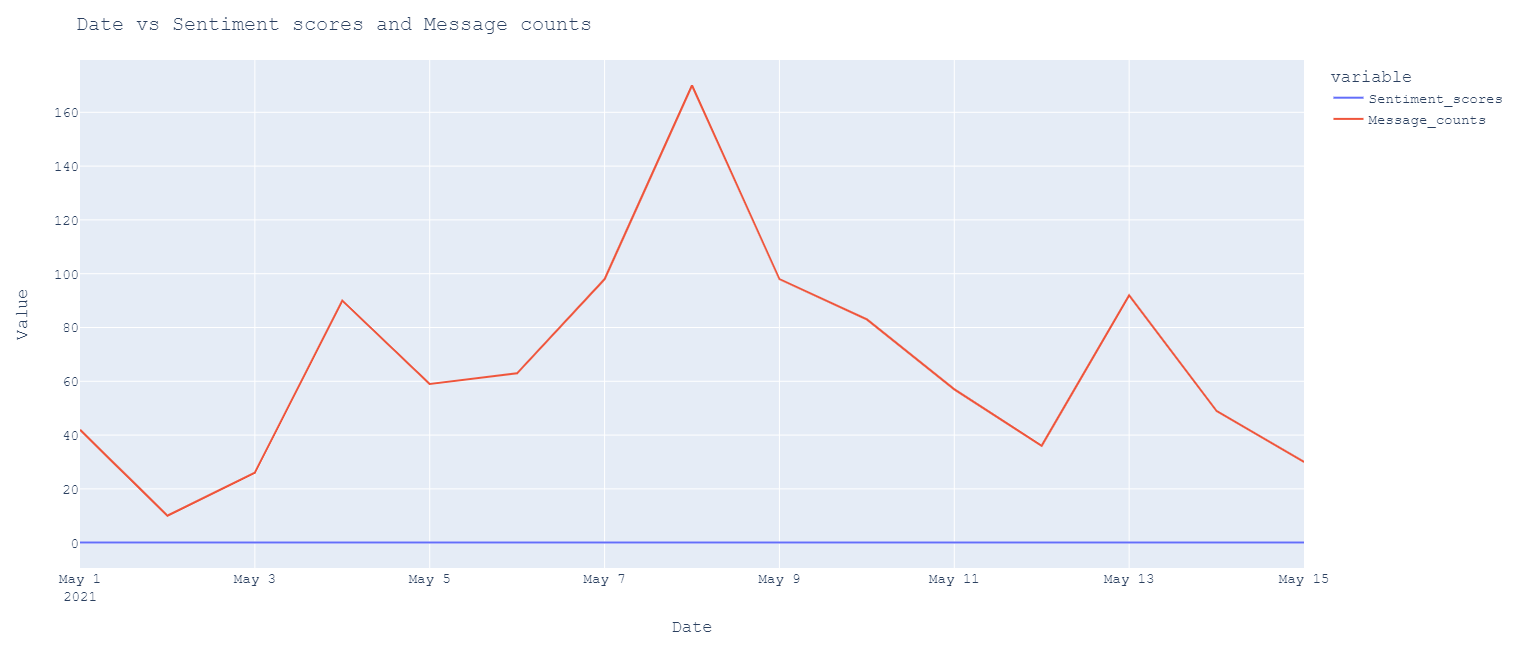 Date vs Sentiment scores and Message counts
variable
Sentiment_scores
Message_counts
Value
160
140
120
100
80
60
40
20
0
May 1
2021
May 3
May 5
May 7
May 9
May 11
May 13
May 15
Date